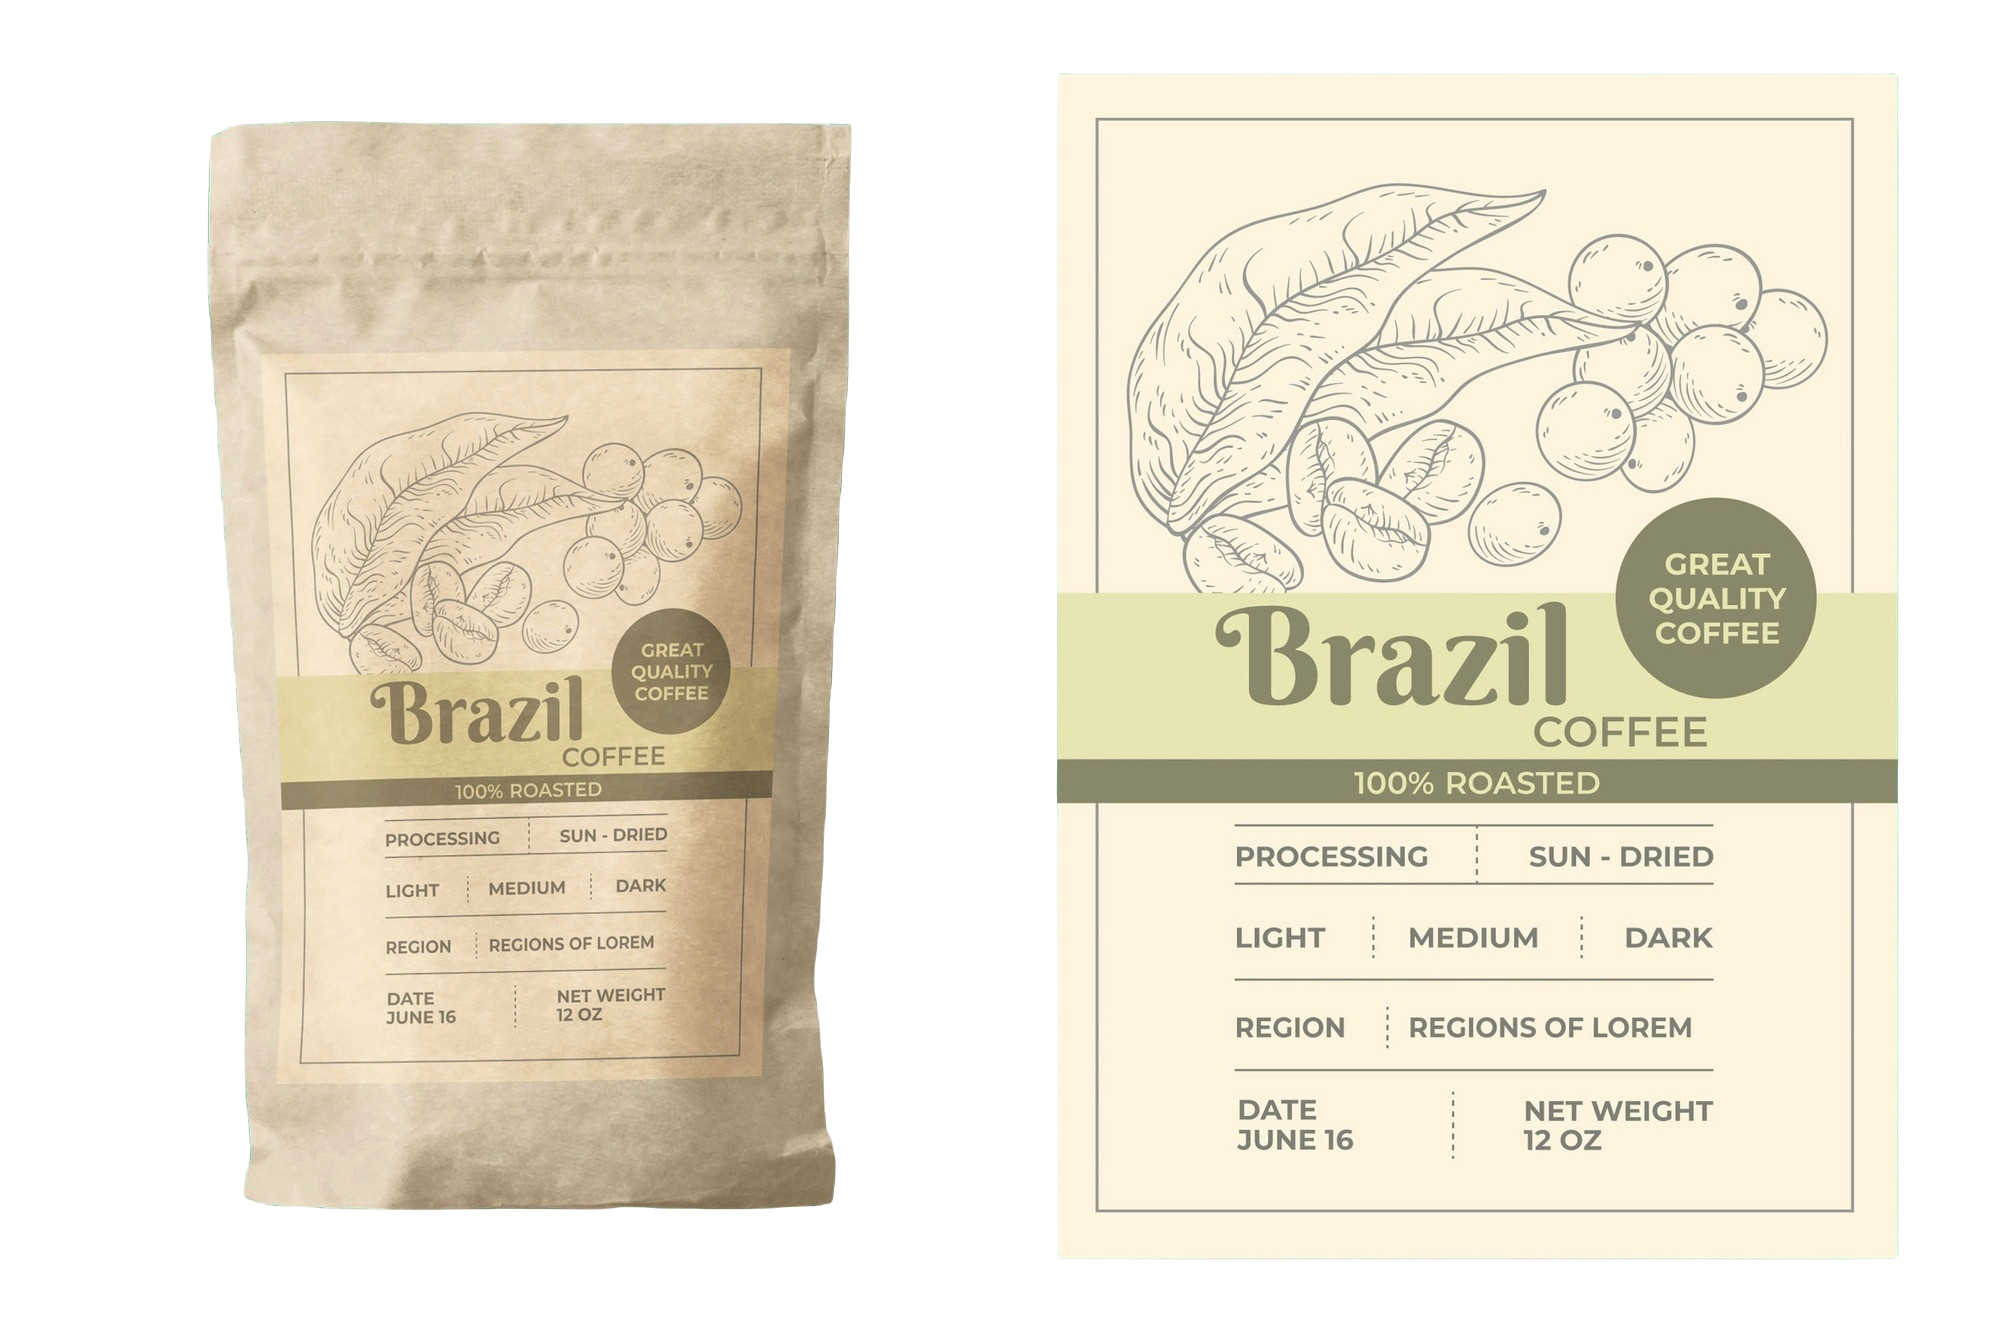 GREAT
QUALITY
COFFEE
Brazil
COFFEE
100% ROASTED
PROCESSING SUN - DRIED
LIGHT MEDIUM DARK
REGION REGIONS OF LOREM
DATE NET WEIGHT
JUNE 16 12 OZ
GREAT
QUALITY
COFFEE
Brazil
COFFEE
100% ROASTED
PROCESSING SUN - DRIED
LIGHT MEDIUM DARK
REGION REGIONS OF LOREM
DATE NET WEIGHT
JUNE 16 12 OZ